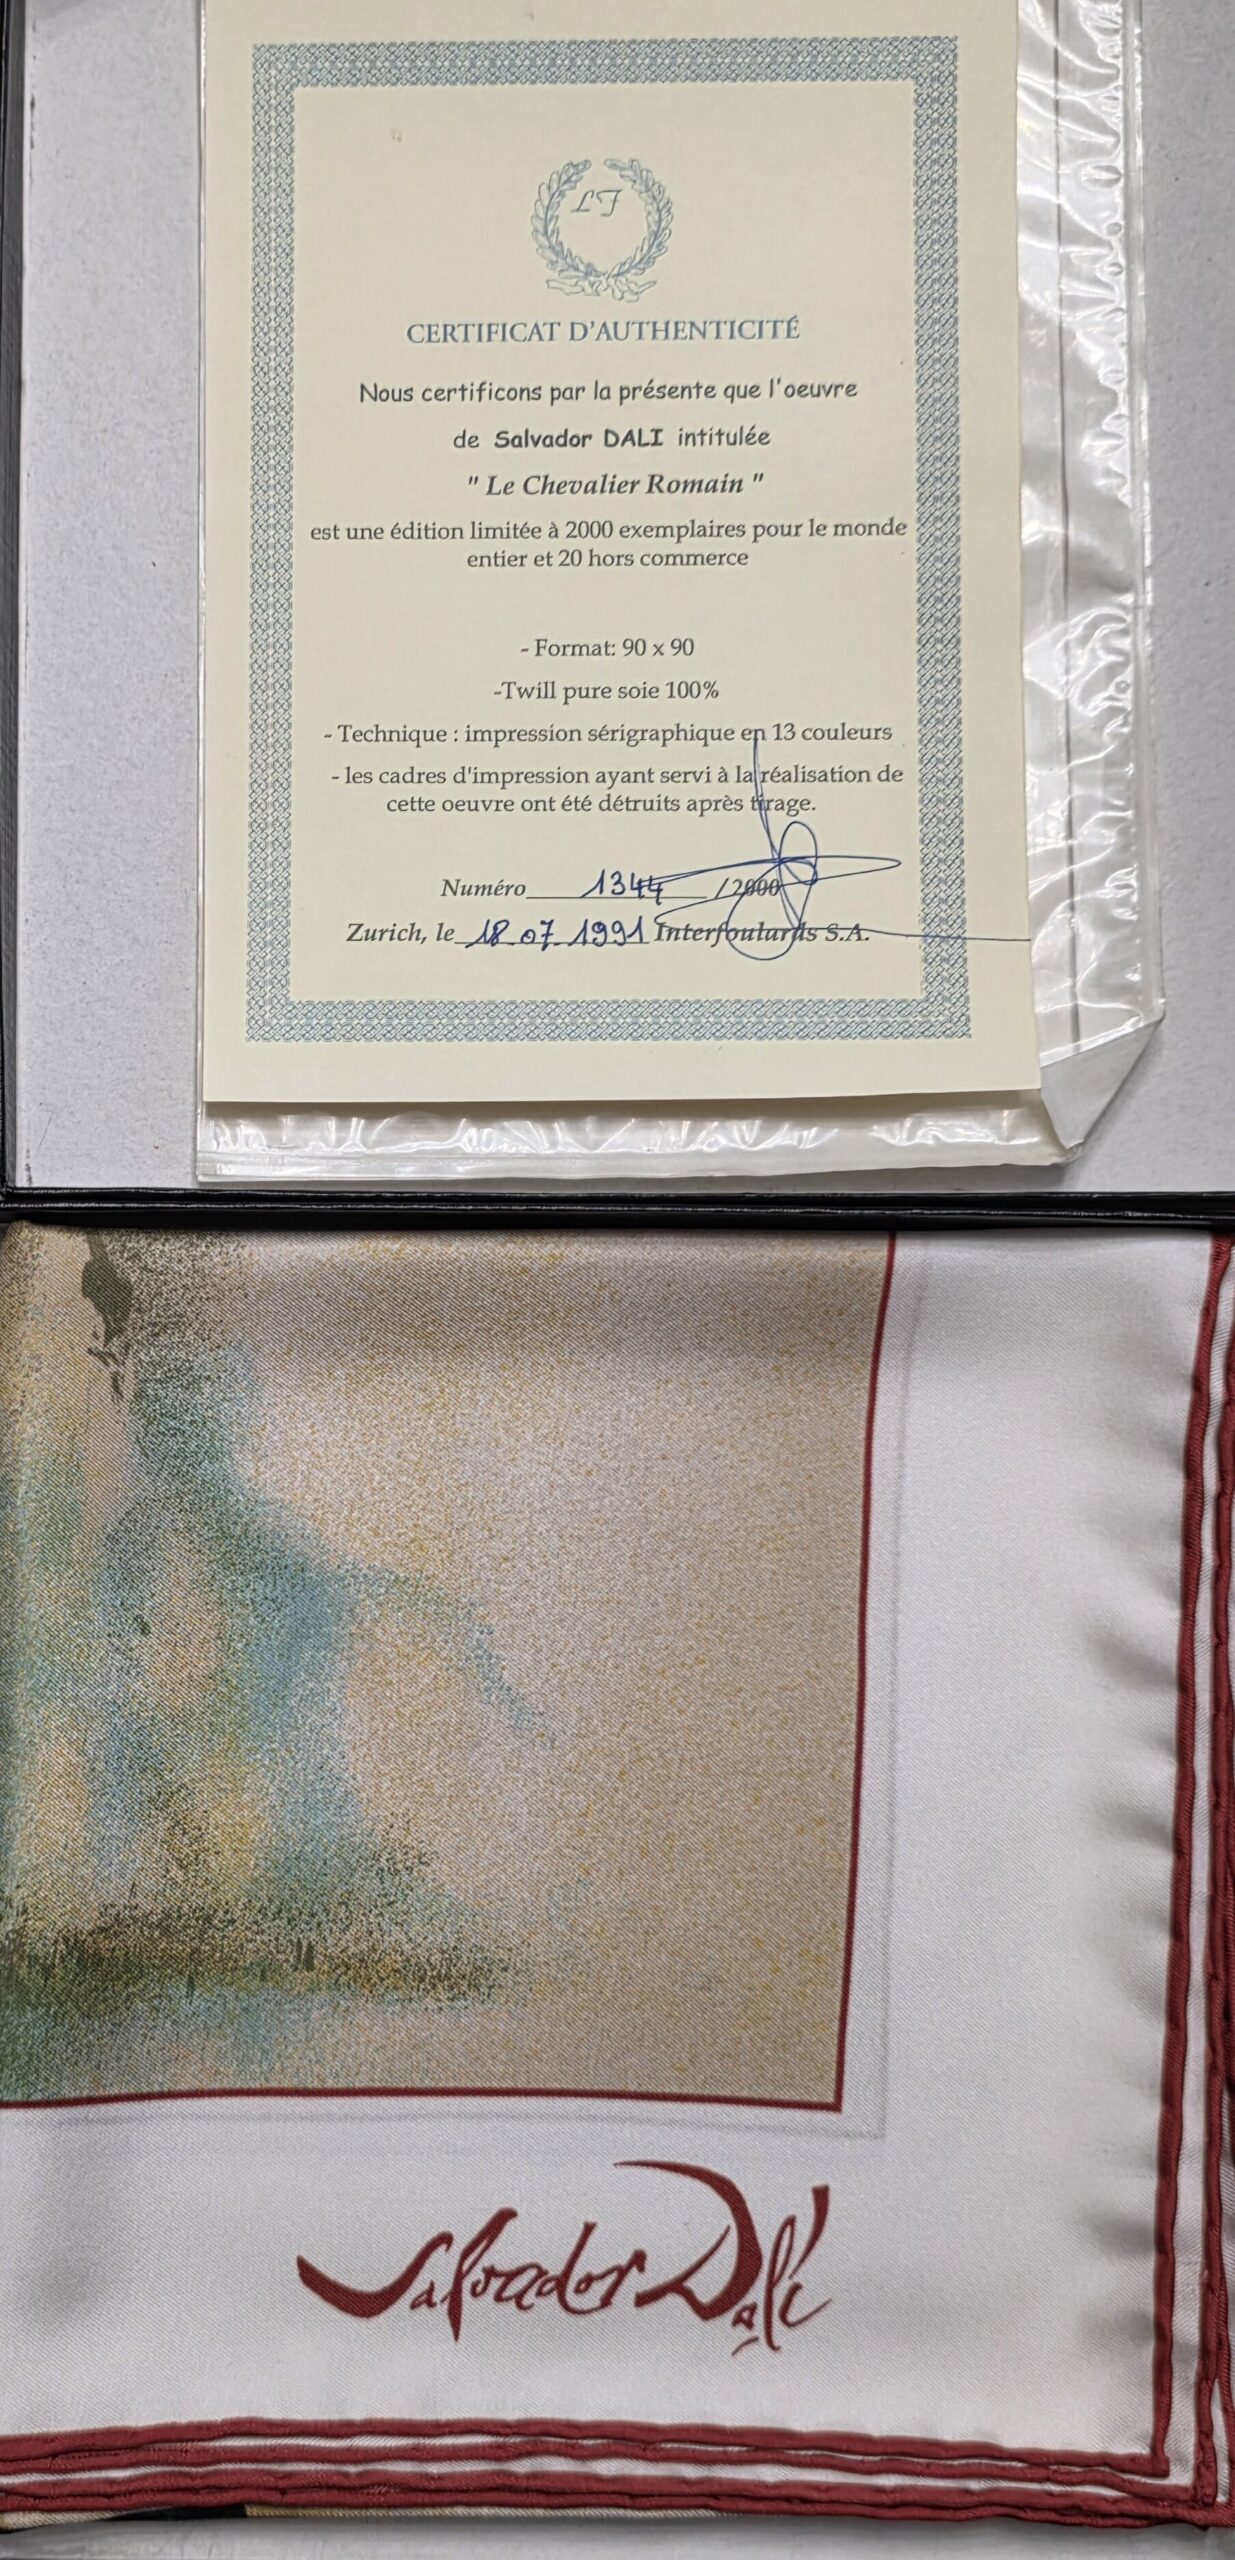 LF
CERTIFICAT D'AUTHENTICITÉ
Nous certificons par la présente que l'oeuvre
de Salvador DALI intitulée
" Le Chevalier Romain "
est une édition limitée à 2000 exemplaires pour le monde
entier et 20 hors commerce
- Format: 90 x 90
-Twill pure soie 100%
- Technique : impression sérigraphique en 13 couleurs
- les cadres d'impression ayant servi à la réalisation de
cette oeuvre ont été détruits après tirage.
Numéro 1344 /2000
Zurich, le 18.07.1991 Interfoulards S.A.
Salvador Dalí